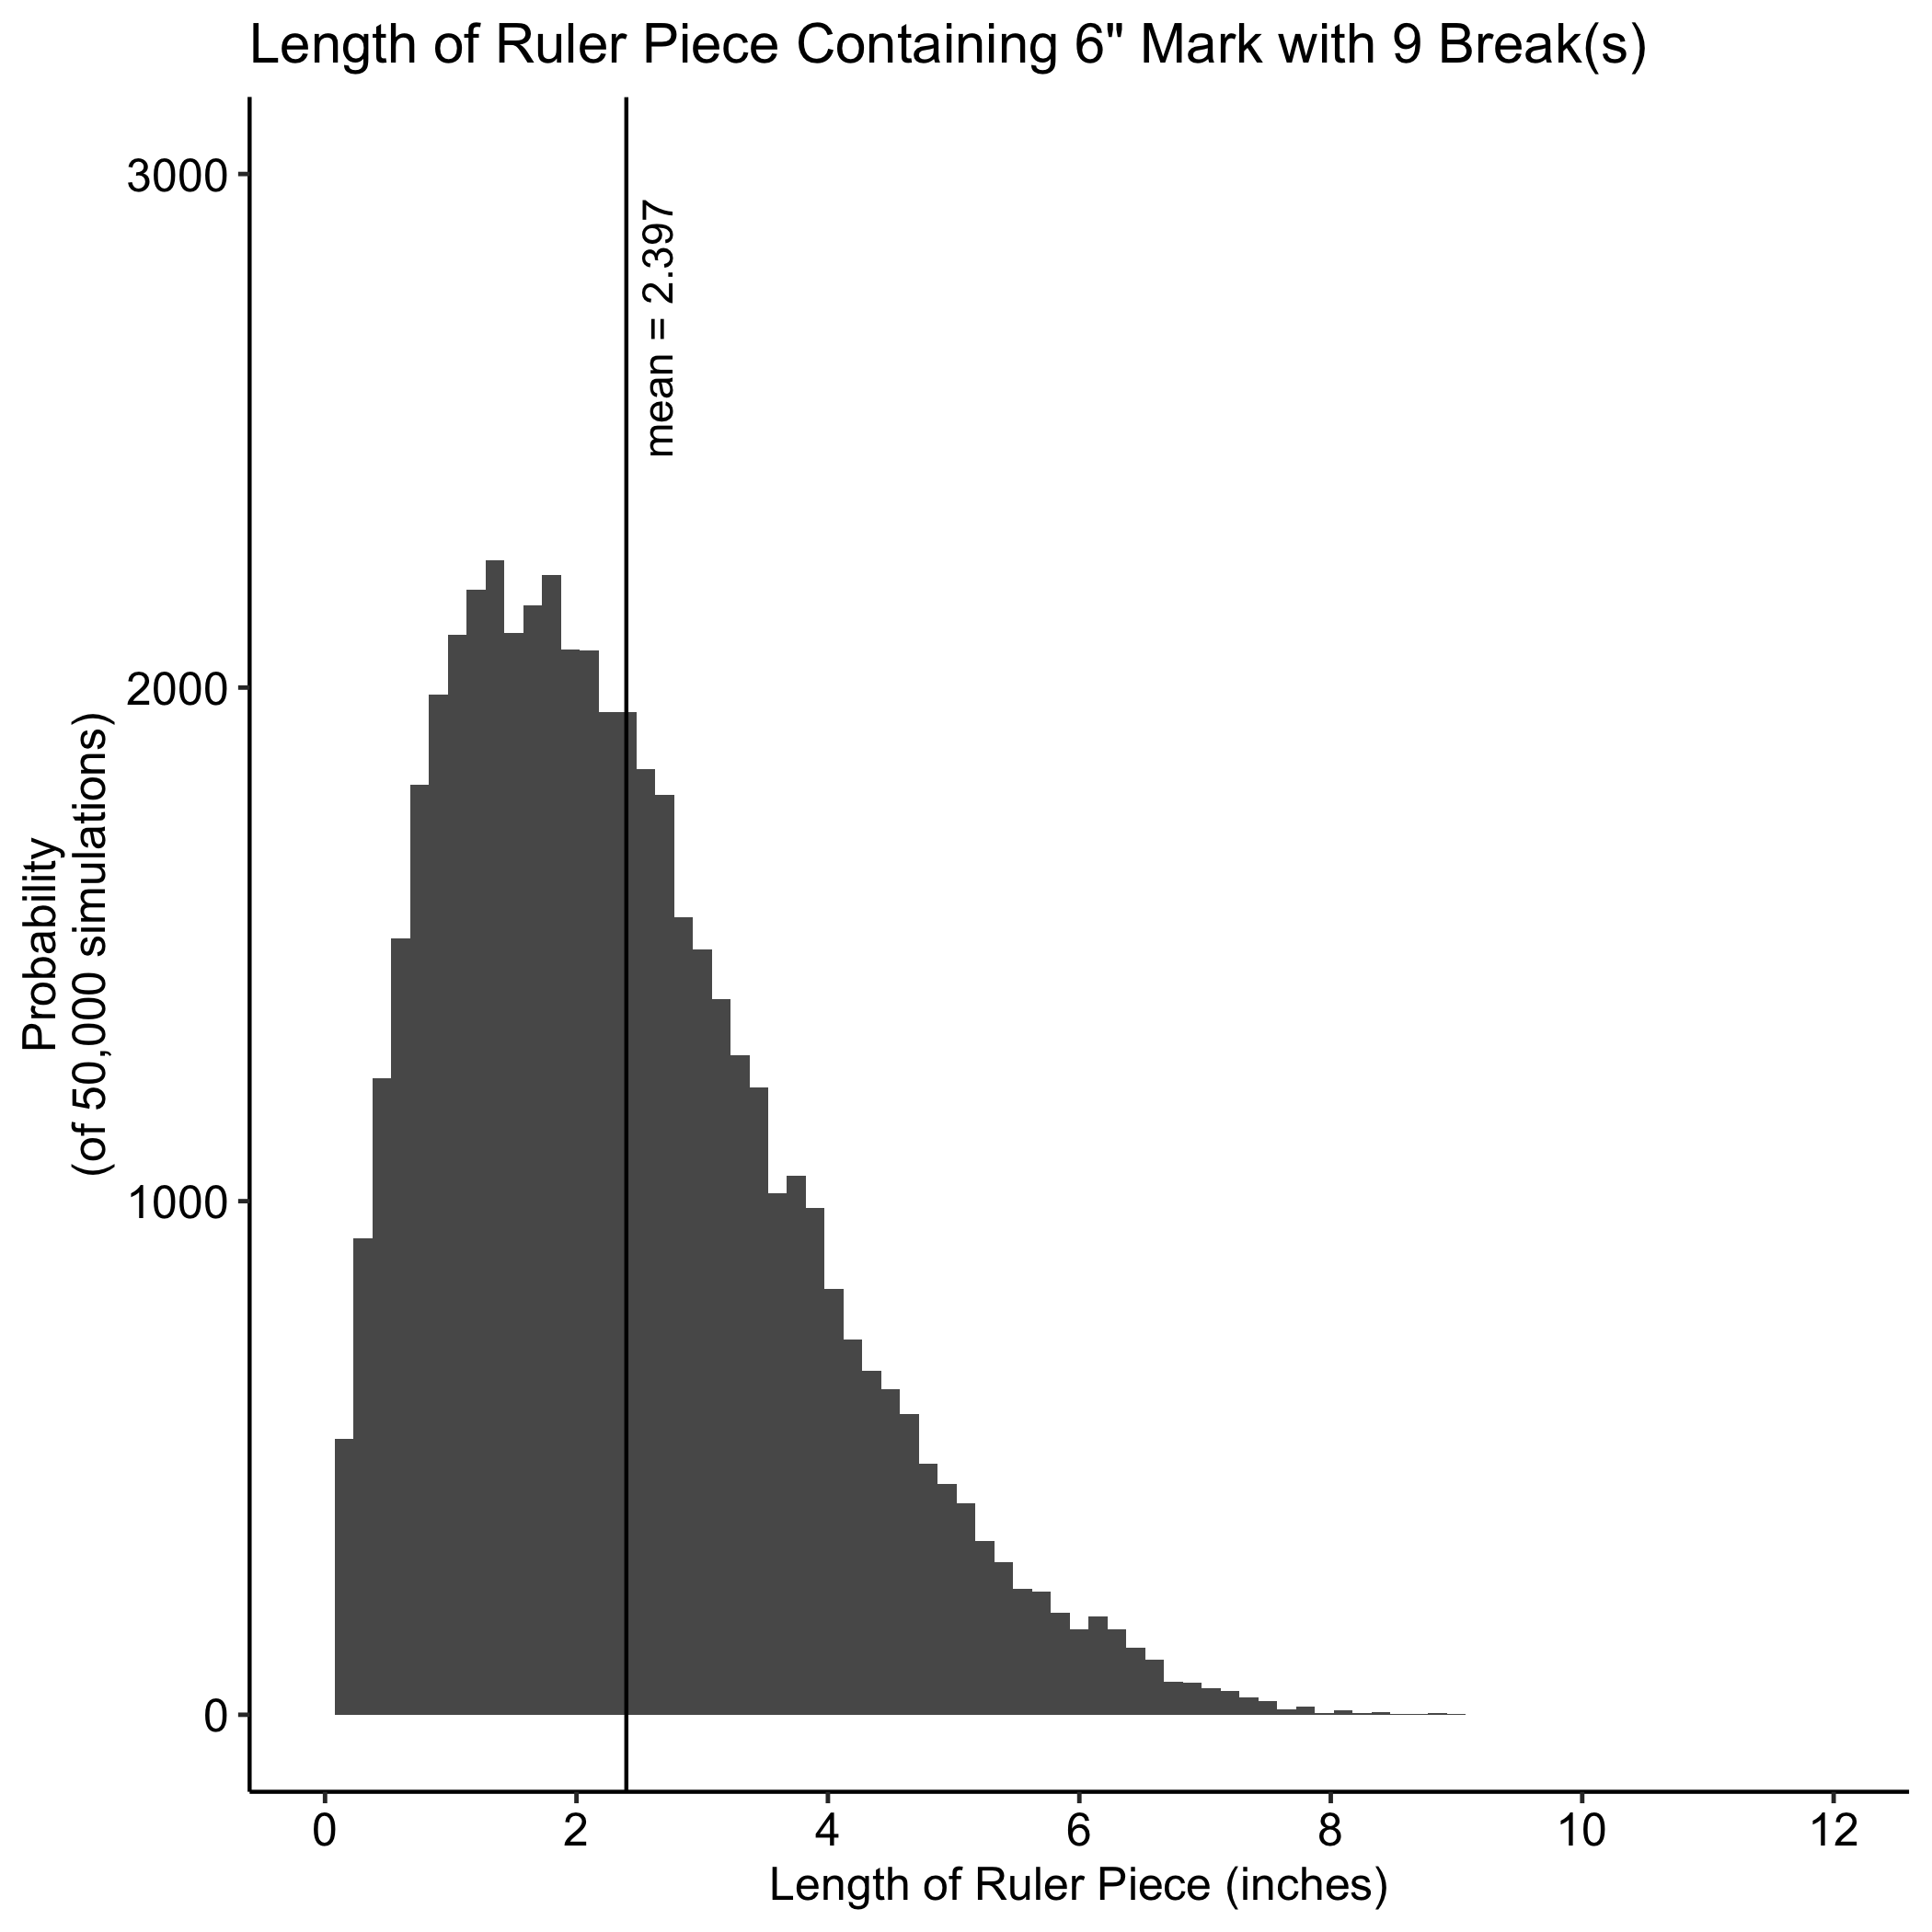 Length of Ruler Piece Containing 6" Mark with 9 Break(s)
mean = 2.397
3000
2000
1000
0
Probability
(of 50,000 simulations)
0 2 4 6 8 10 12
Length of Ruler Piece (inches)